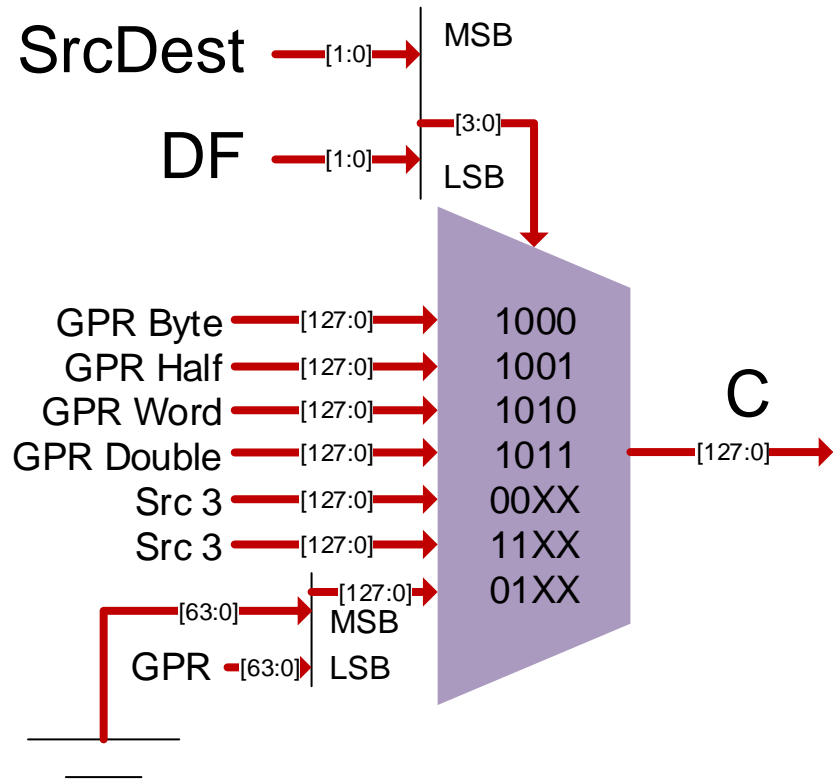 SrcDest [1:0] MSB
[3:0]
DF [1:0] LSB
GPR Byte [127:0] 1000
GPR Half [127:0] 1001
GPR Word [127:0] 1010
GPR Double [127:0] 1011
C [127:0]
Src 3 [127:0] 00XX
Src 3 [127:0] 11XX
[127:0] 01XX
[63:0] MSB
GPR [63:0] LSB